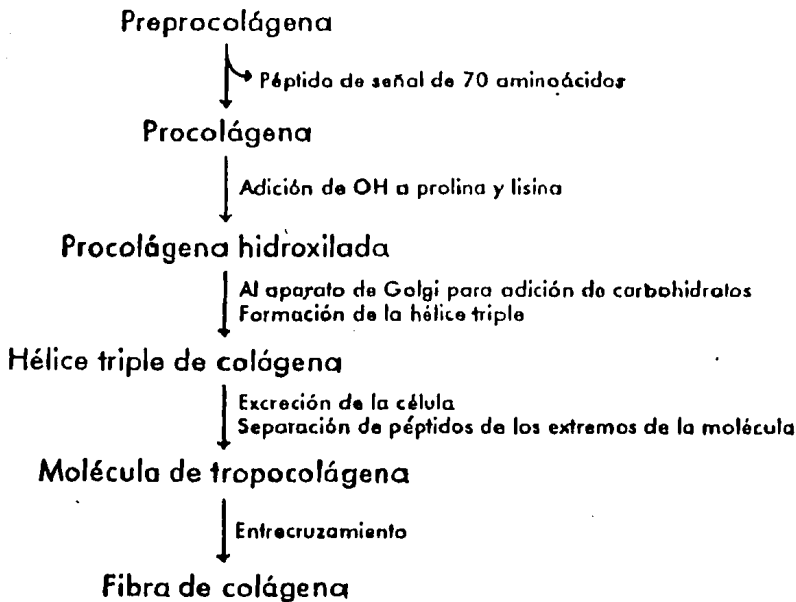 Preprocolágena
Péptido de señal de 70 aminoácidos
Procolágena
Adición de OH a prolina y lisina
Procolágena hidroxilada
Al aparato de Golgi para adición de carbohidratos
Formación de la hélice triple
Hélice triple de colágena
Excreción de la célula
Separación de péptidos de los extremos de la molécula
Molécula de tropocolágena
Entrecruzamiento
Fibra de colágena